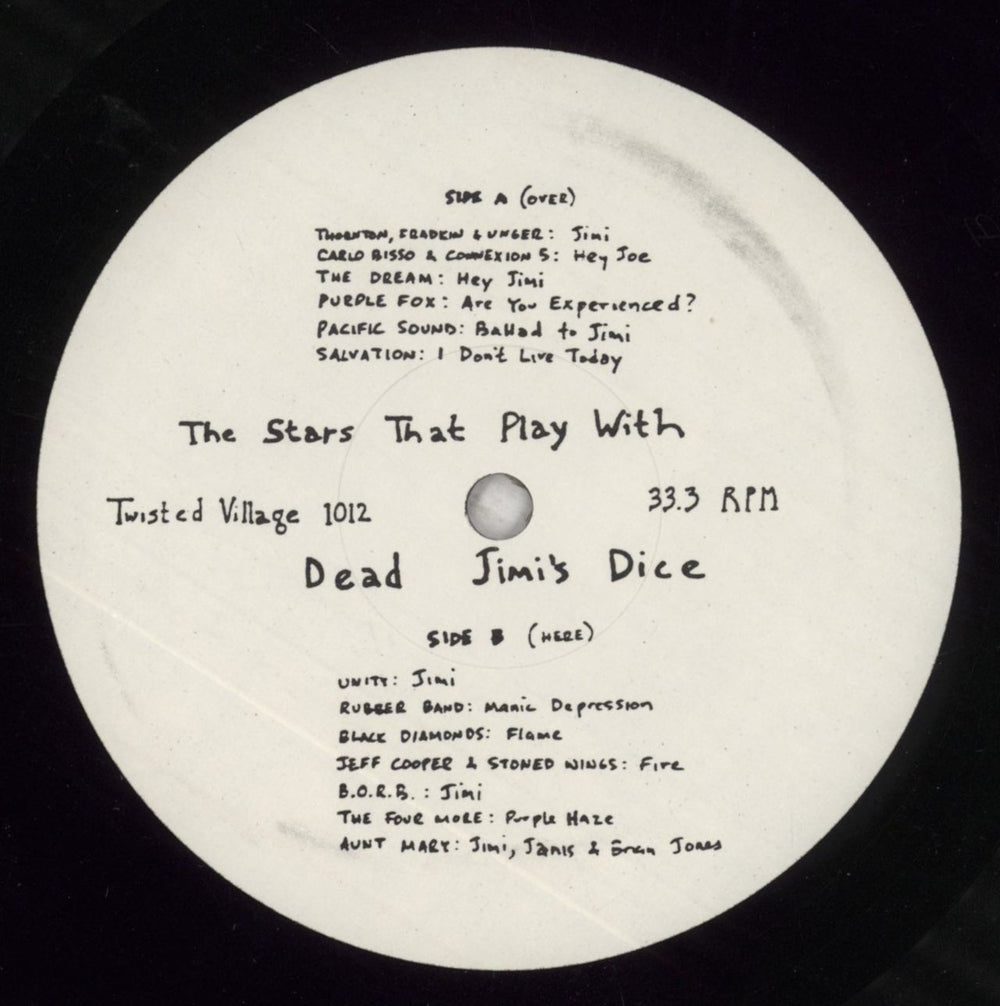 SIDE A (OVER)
THORNTON, FRADKIN & UNGER: Jimi
CARLO BISSO & CONNEXION 5: Hey Joe
THE DREAM: Hey Jimi
PURPLE FOX: Are You Experienced?
PACIFIC SOUND: Ballad to Jimi
SALVATION: I Don't Live Today
The Stars That Play With
Twisted Village 1012
33.3 RPM
Dead Jimi's Dice
SIDE B (HERE)
UNITY: Jimi
RUBBER BAND: Manic Depression
BLACK DIAMONDS: Flame
JEFF COOPER & STONED WINGS: Fire
B.O.R.B. : Jimi
THE FOUR MORE: Purple Haze
AUNT MARY: Jimi, Janis & Brian Jones